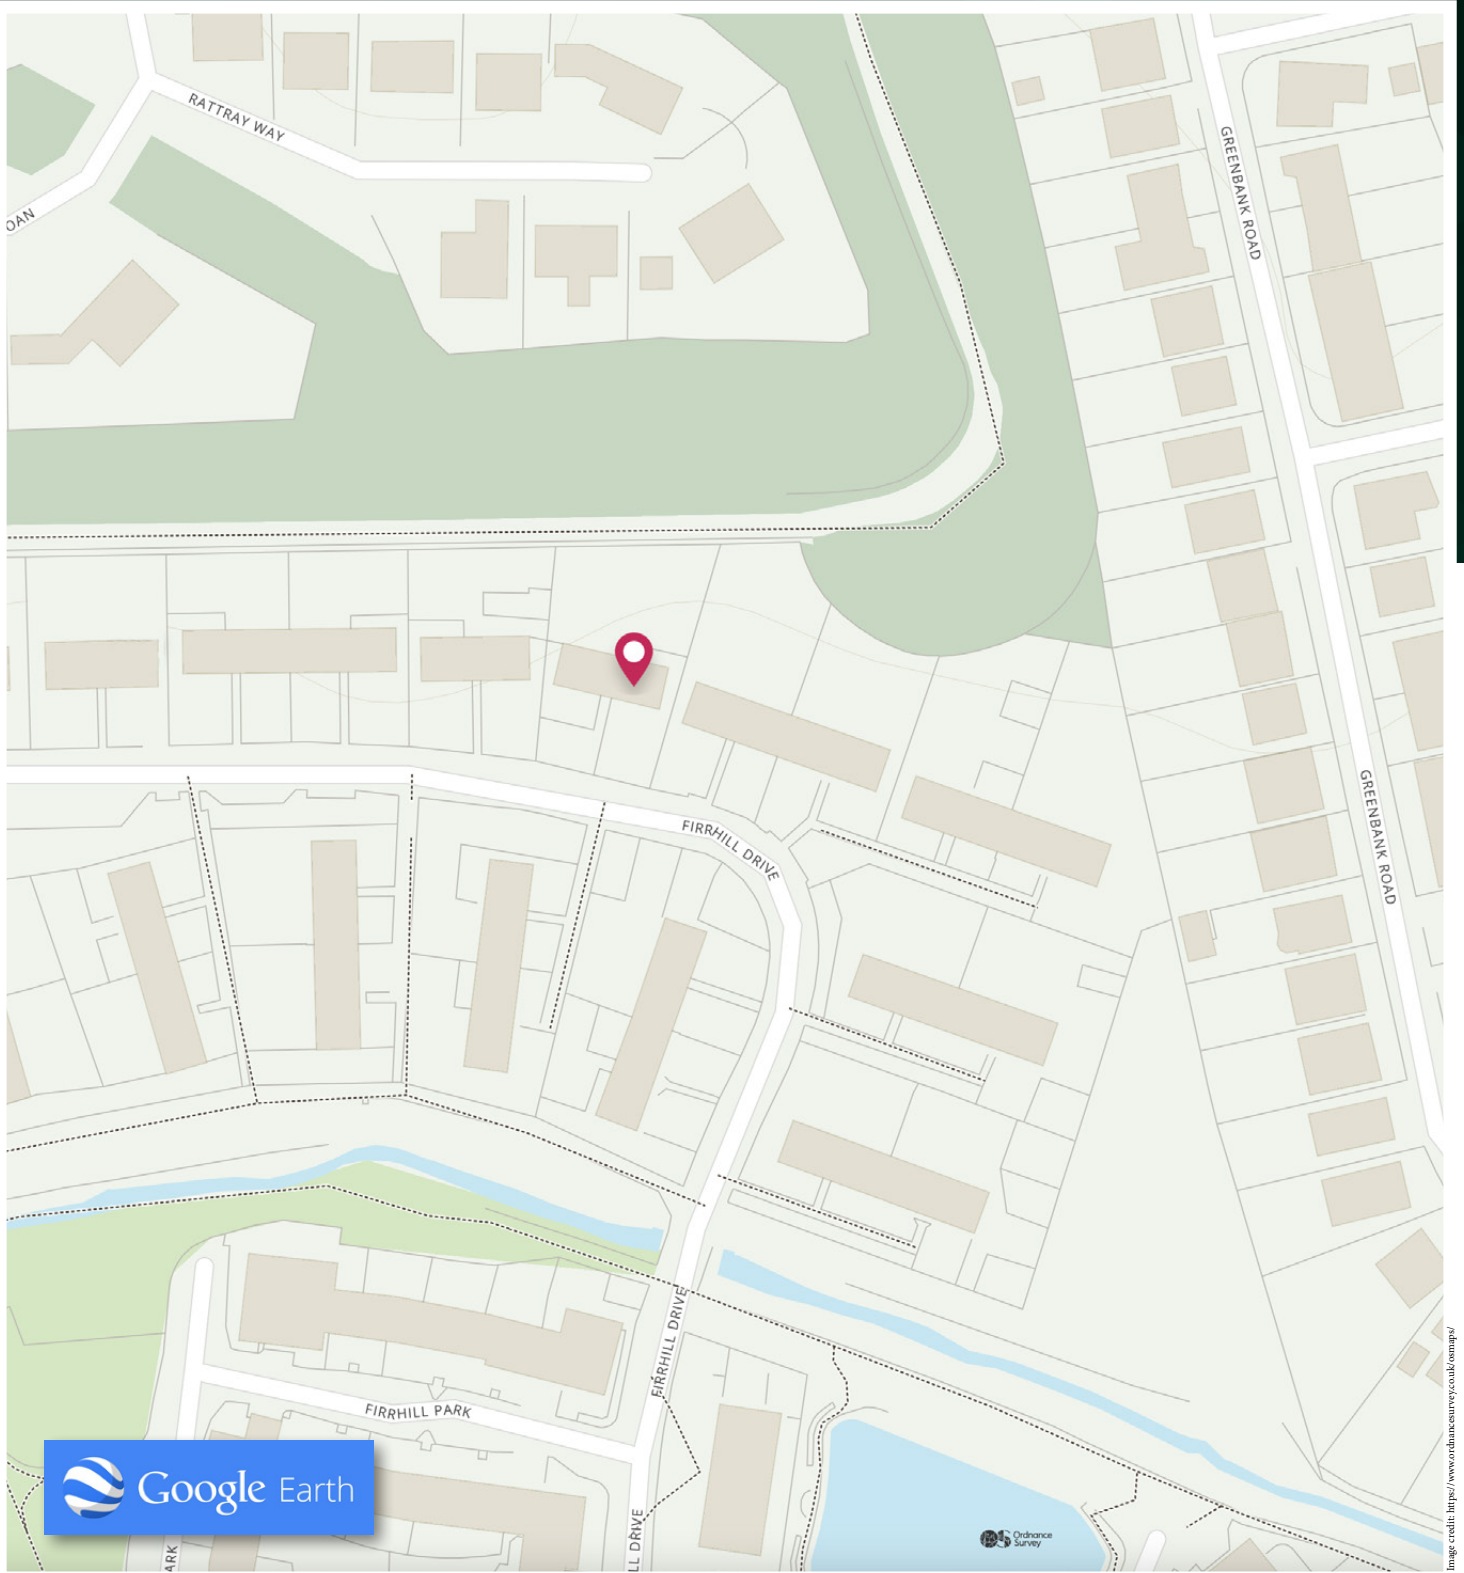 RATTRAY WAY
OAN
GREENBANK ROAD
FIRRHILL DRIVE
GREENBANK ROAD
FIRRHILL DRIVE
FIRRHILL PARK
Google Earth
ARK
LL DRIVE
Ordnance
Survey
Image credit: https://www.ordnancesurvey.co.uk/osmaps/